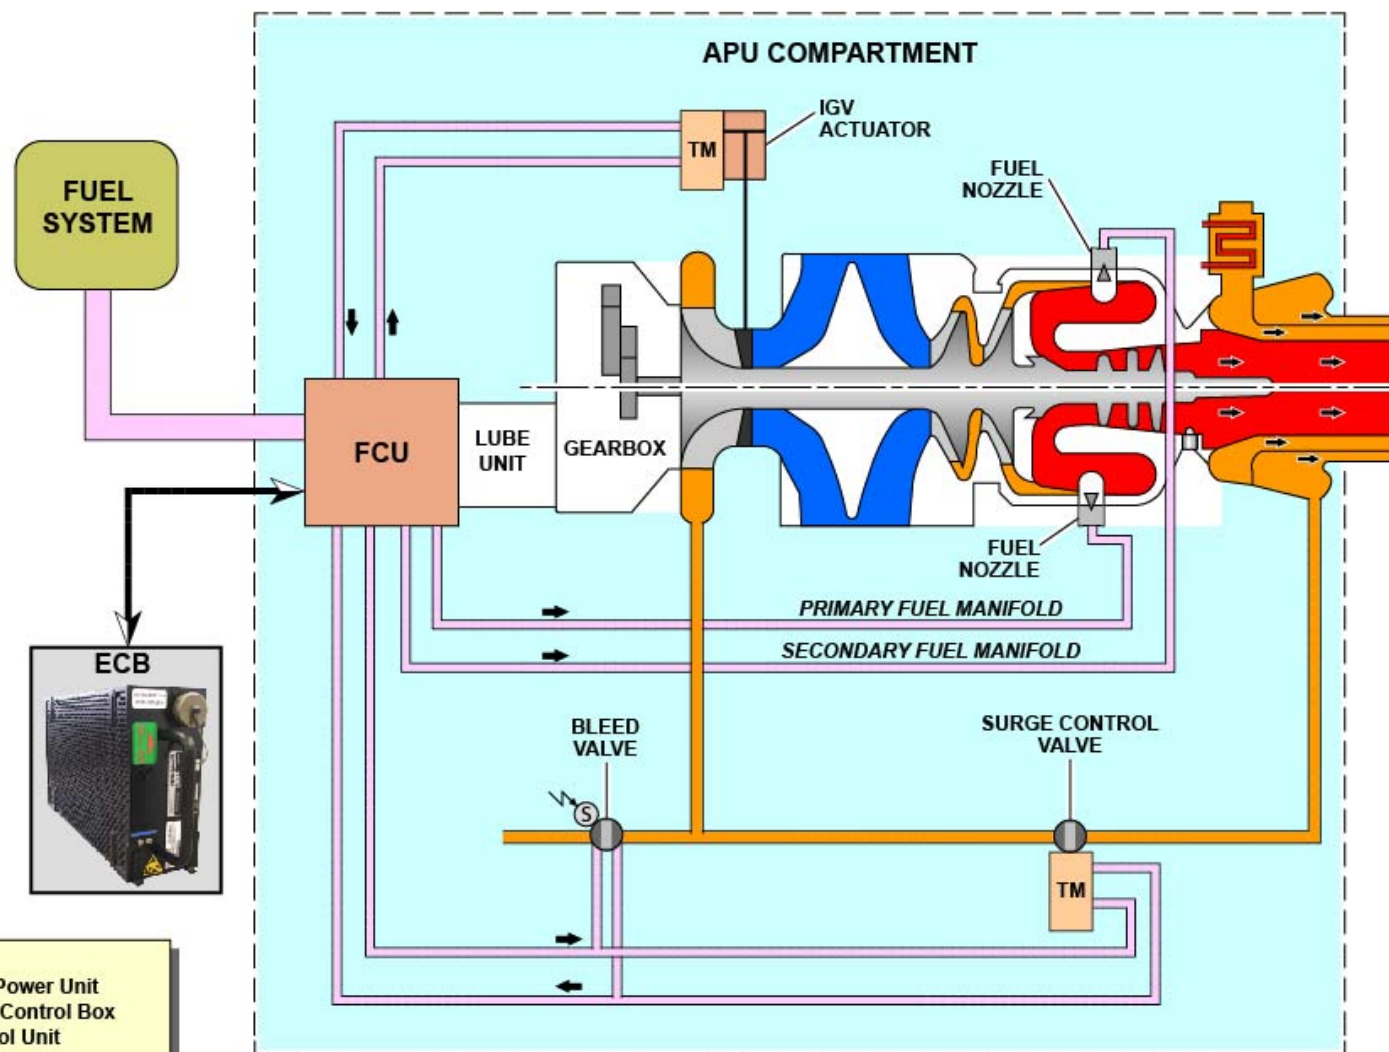 APU COMPARTMENT
IGV
ACTUATOR
TM
FUEL
NOZZLE
FUEL
SYSTEM
FCU
LUBE
UNIT
GEARBOX
FUEL
NOZZLE
PRIMARY FUEL MANIFOLD
SECONDARY FUEL MANIFOLD
ECB
BLEED
VALVE
SURGE CONTROL
VALVE
S
TM
Power Unit
Control Box
ol Unit